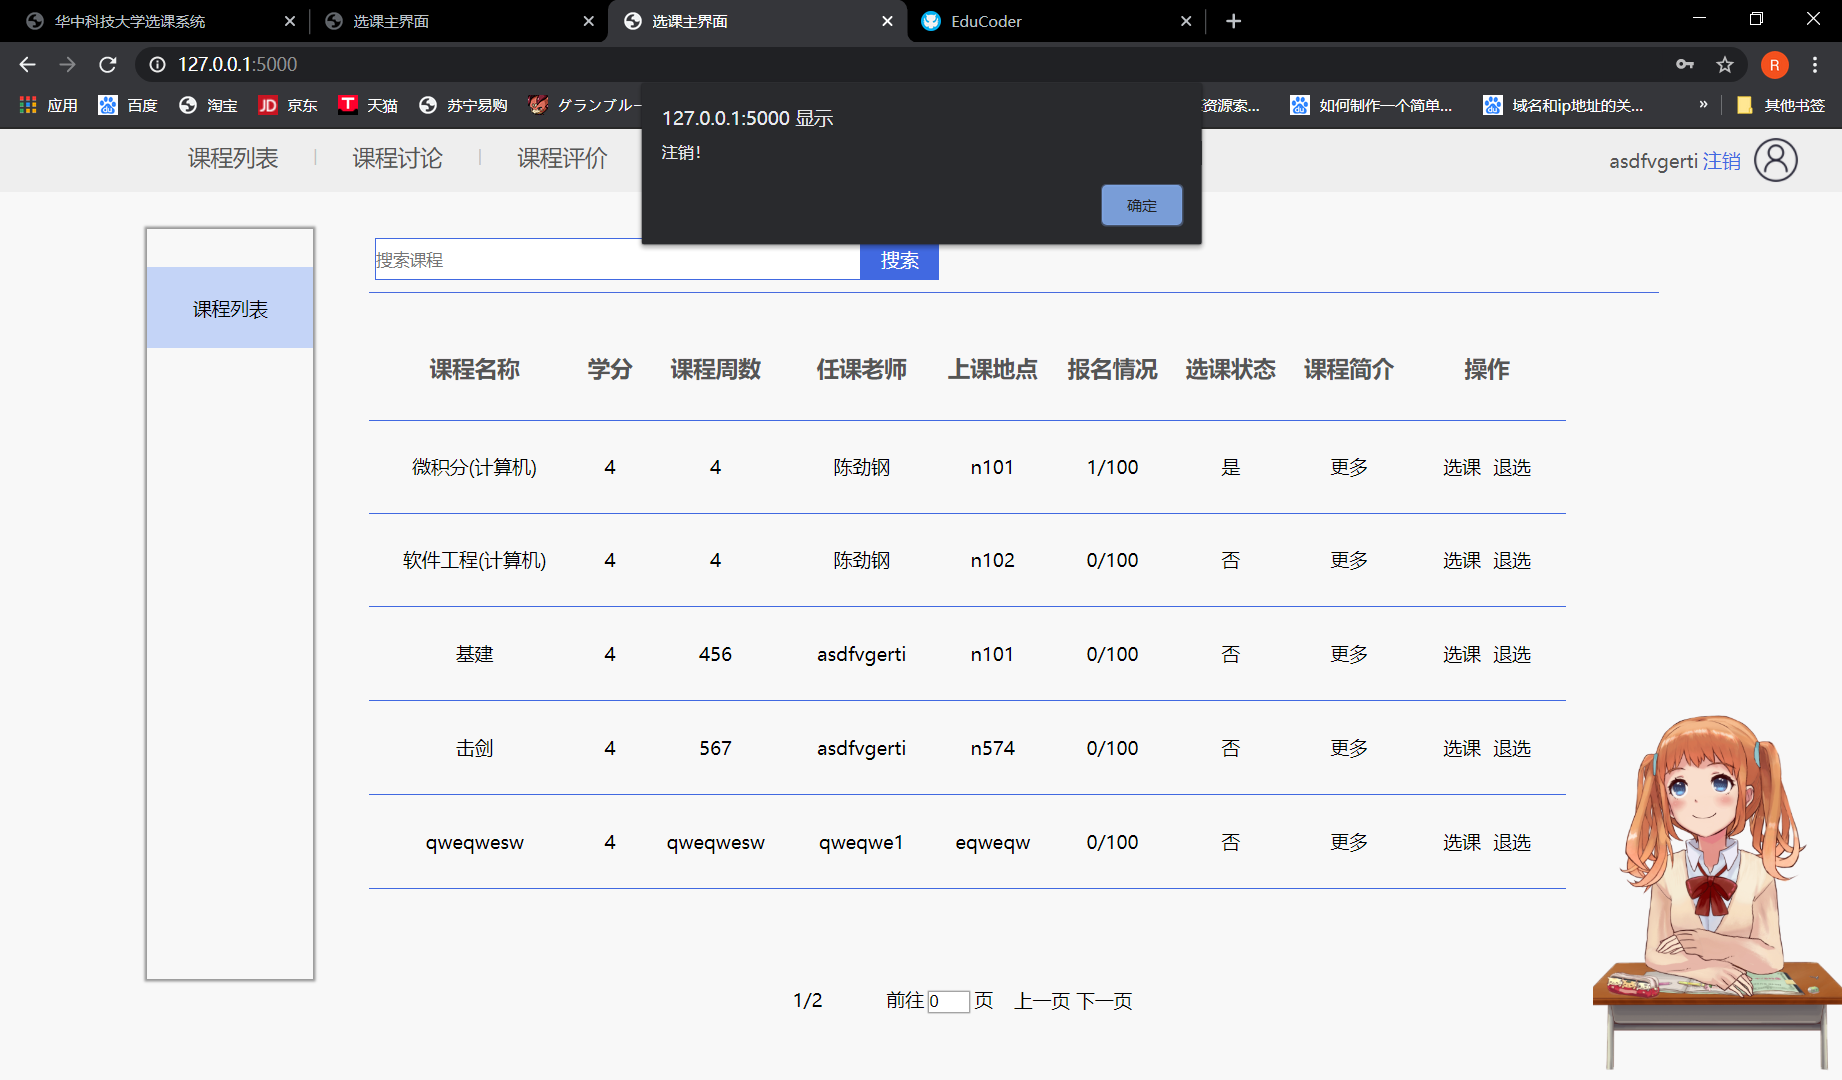 华中科技大学选课系统
选课主界面
选课主界面
EduCoder
127.0.0.1:5000
R
应用
百度
JD 京东
淘宝
T 天猫
苏宁易购
グランブルー
资源索...
如何制作一个简单...
域名和ip地址的关...
»
其他书签
127.0.0.1:5000 显示
注销！
确定
课程列表 | 课程讨论 | 课程评价
asdfvgerti 注销
课程列表
搜索课程 搜索
课程名称 学分 课程周数 任课老师 上课地点 报名情况 选课状态 课程简介 操作
微积分(计算机) 4 4 陈劲钢 n101 1/100 是 更多 选课 退选
软件工程(计算机) 4 4 陈劲钢 n102 0/100 否 更多 选课 退选
基建 4 456 asdfvgerti n101 0/100 否 更多 选课 退选
击剑 4 567 asdfvgerti n574 0/100 否 更多 选课 退选
qweqwesw 4 qweqwesw qweqwe1 eqweqw 0/100 否 更多 选课 退选
1/2 前往 0 页 上一页 下一页